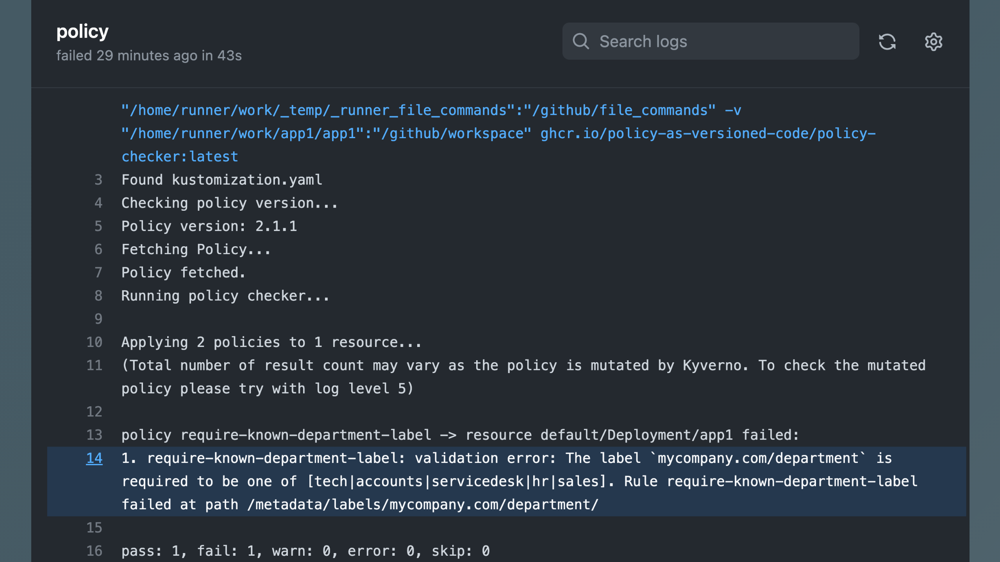 policy
failed 29 minutes ago in 43s
Search logs
"/home/runner/work/_temp/_runner_file_commands":"/github/file_commands" -v
"/home/runner/work/app1/app1":"/github/workspace" ghcr.io/policy-as-versioned-code/policy-
checker:latest
3 Found kustomization.yaml
4 Checking policy version...
5 Policy version: 2.1.1
6 Fetching Policy...
7 Policy fetched.
8 Running policy checker...
9
10 Applying 2 policies to 1 resource...
11 (Total number of result count may vary as the policy is mutated by Kyverno. To check the mutated
policy please try with log level 5)
12
13 policy require-known-department-label -> resource default/Deployment/app1 failed:
14 1. require-known-department-label: validation error: The label `mycompany.com/department` is
required to be one of [tech|accounts|servicedesk|hr|sales]. Rule require-known-department-label
failed at path /metadata/labels/mycompany.com/department/
15
16 pass: 1, fail: 1, warn: 0, error: 0, skip: 0